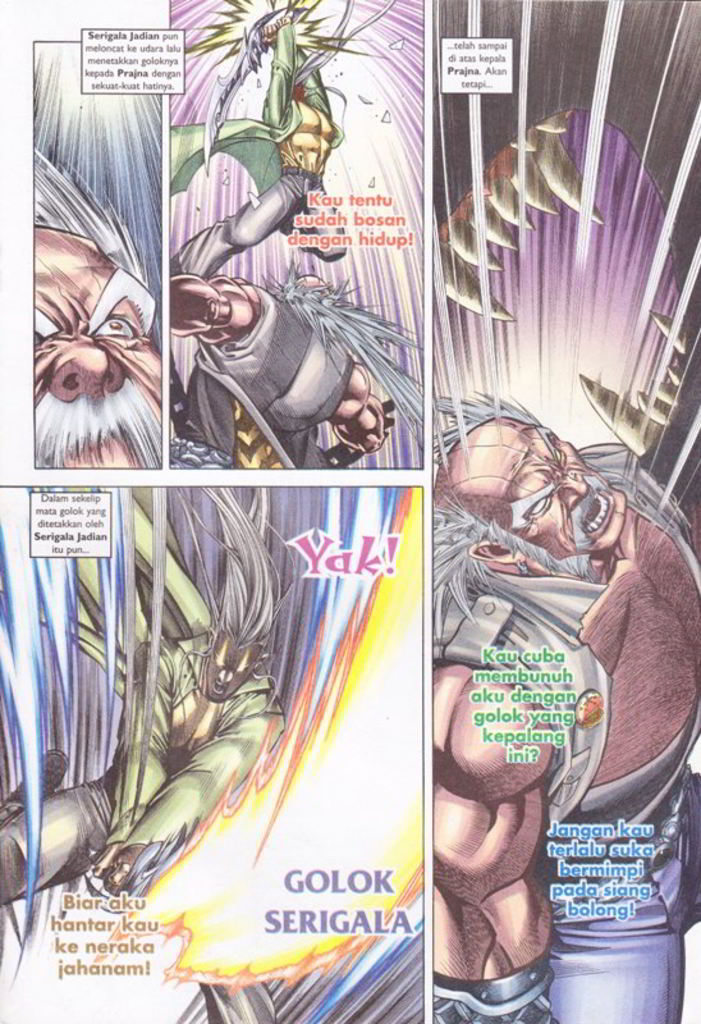 Serigala Jadian pun
meloncat ke udara lalu
menetakkan goloknya
kepada Prajna dengan
sekuat-kuat hatinya.
Kau tentu
sudah bosan
dengan hidup!
Dalam sekelip
mata golok yang
ditetakkan oleh
Serigala Jadian
itu pun...
Yak!
GOLOK
SERIGALA
Biar aku
hantar kau
ke neraka
jahanam!
...telah sampai
di atas kepala
Prajna. Akan
tetapi...
Kau cuba
membunuh
aku dengan
golok yang
kepalang
ini?
Jangan kau
terlalu suka
bermimpi
pada siang
bolong!